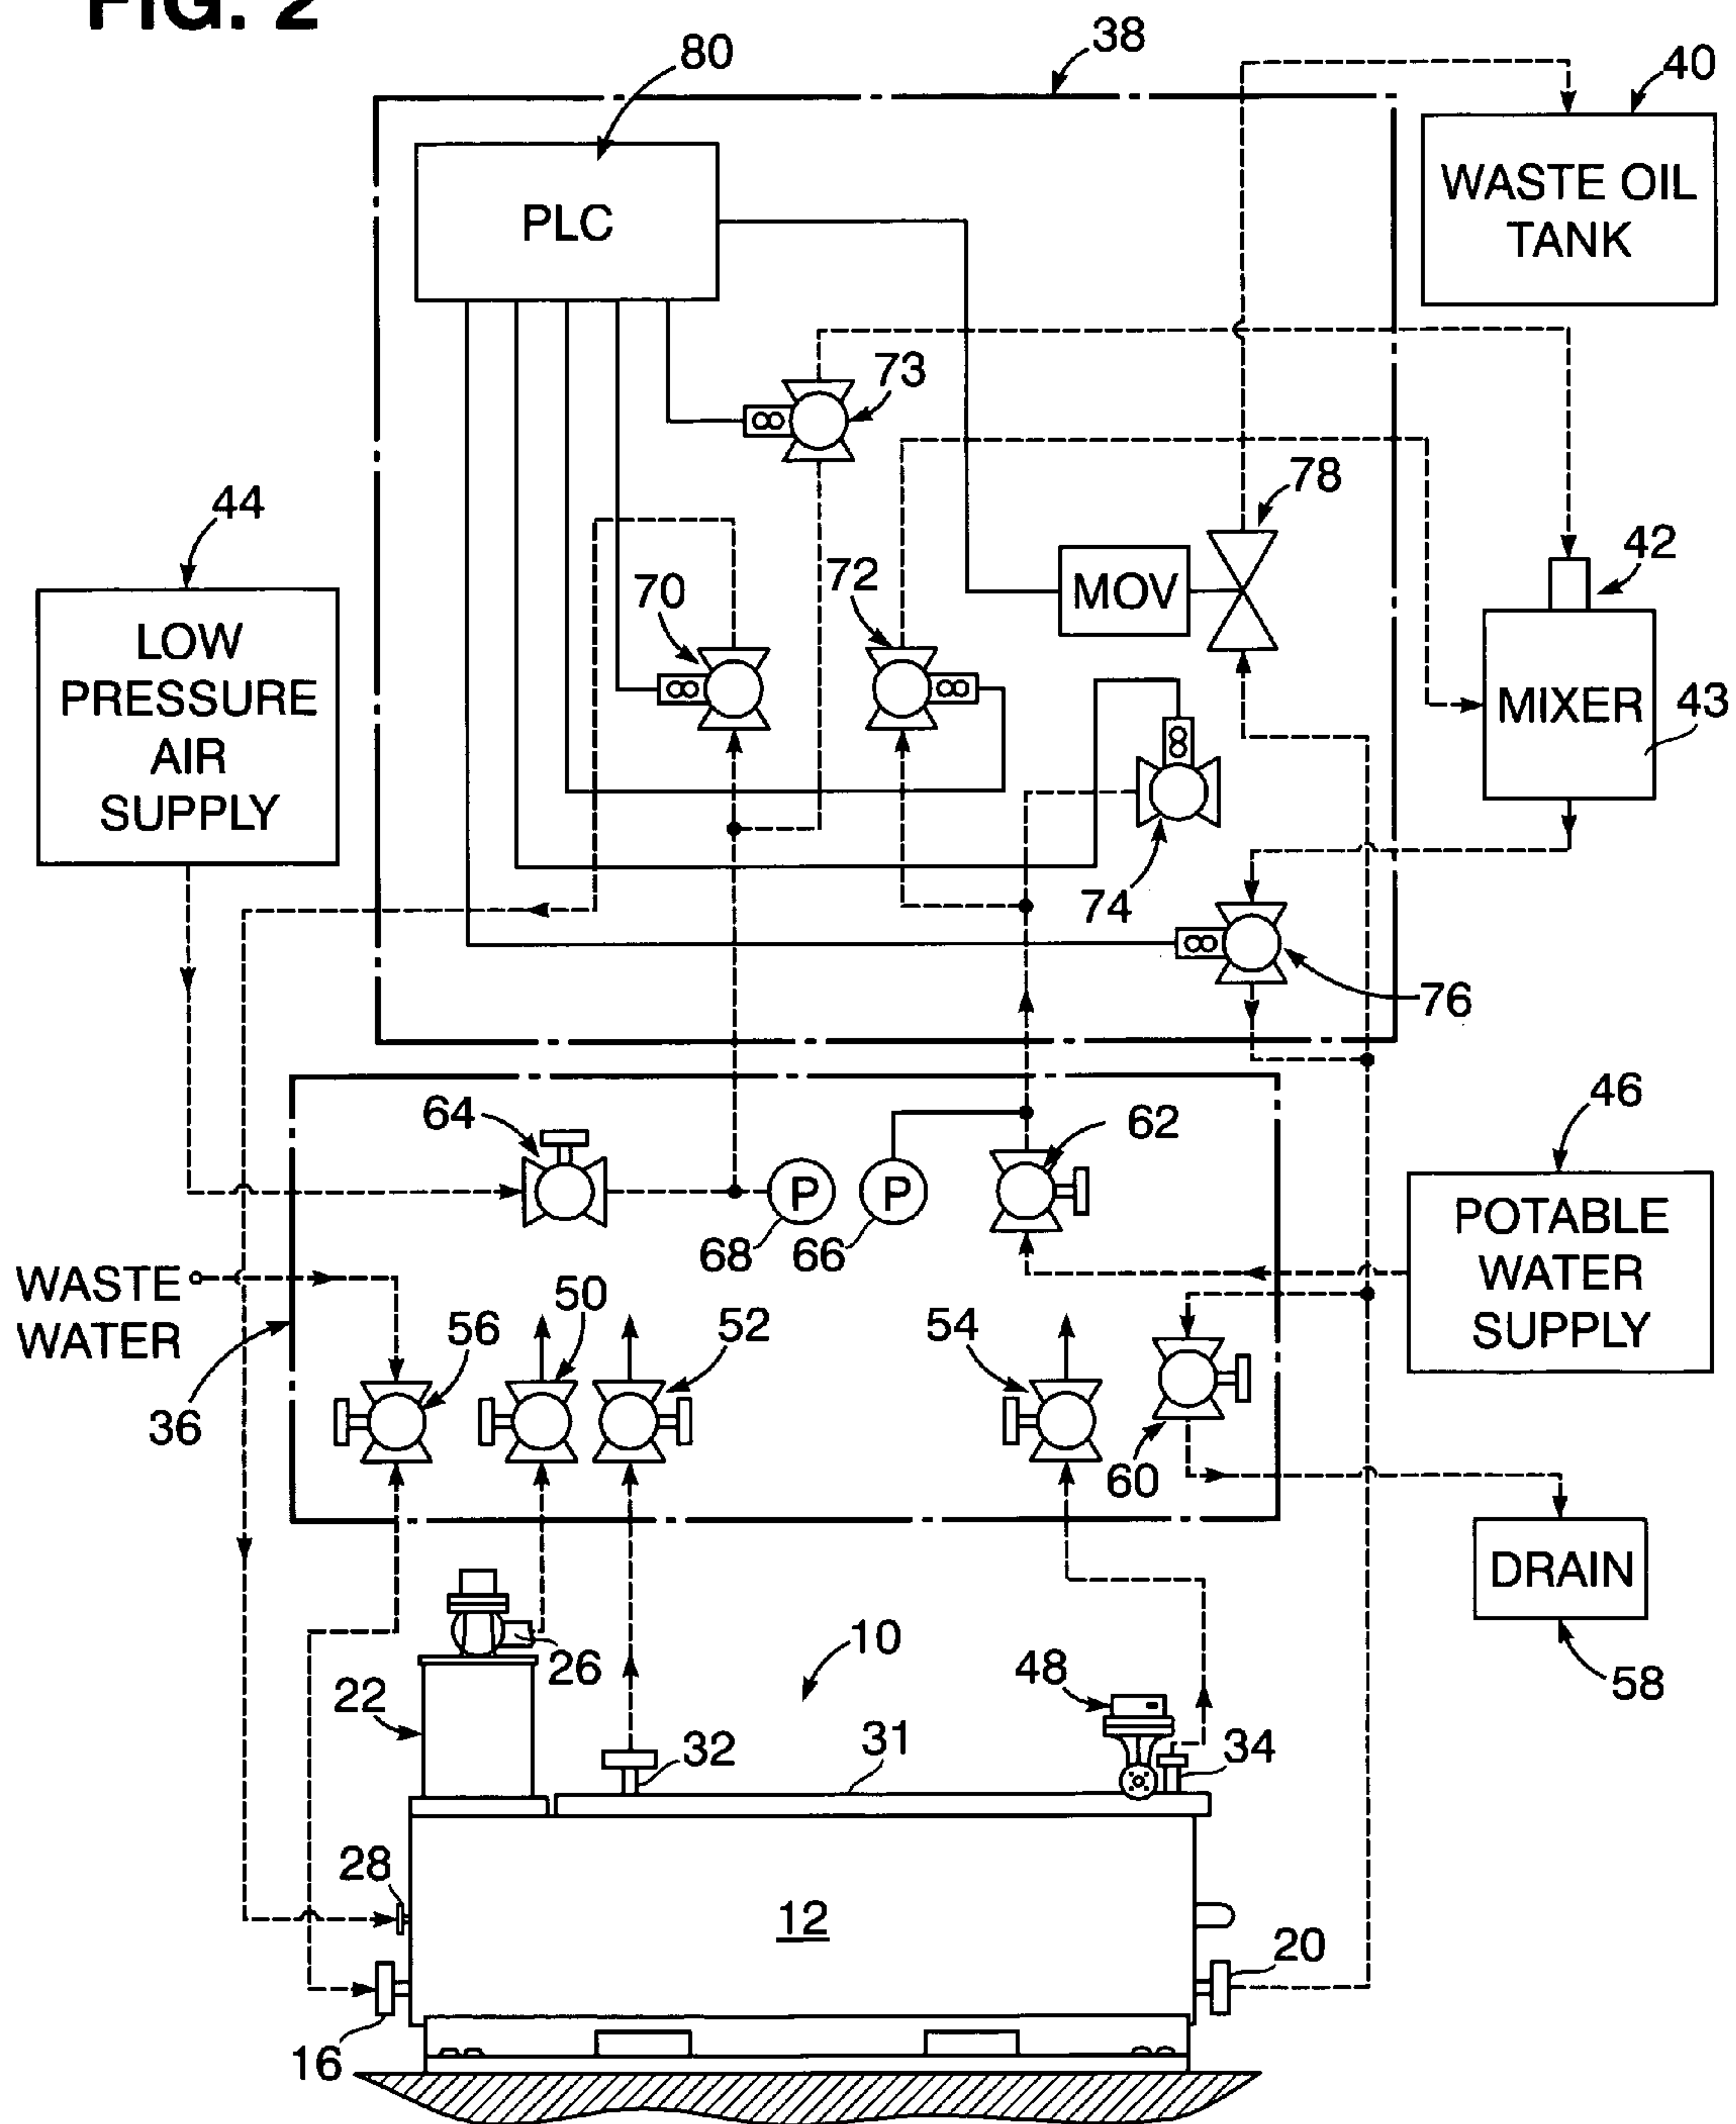 FIG. 2
80
38
40
PLC
WASTE OIL
TANK
73
44
78
70
72
MOV
42
LOW
PRESSURE
AIR
SUPPLY
MIXER
43
74
76
64
62
46
P
P
68
66
POTABLE
WATER
SUPPLY
WASTE
WATER
56
50
52
54
36
60
DRAIN
58
10
26
22
48
32
31
34
28
12
20
16